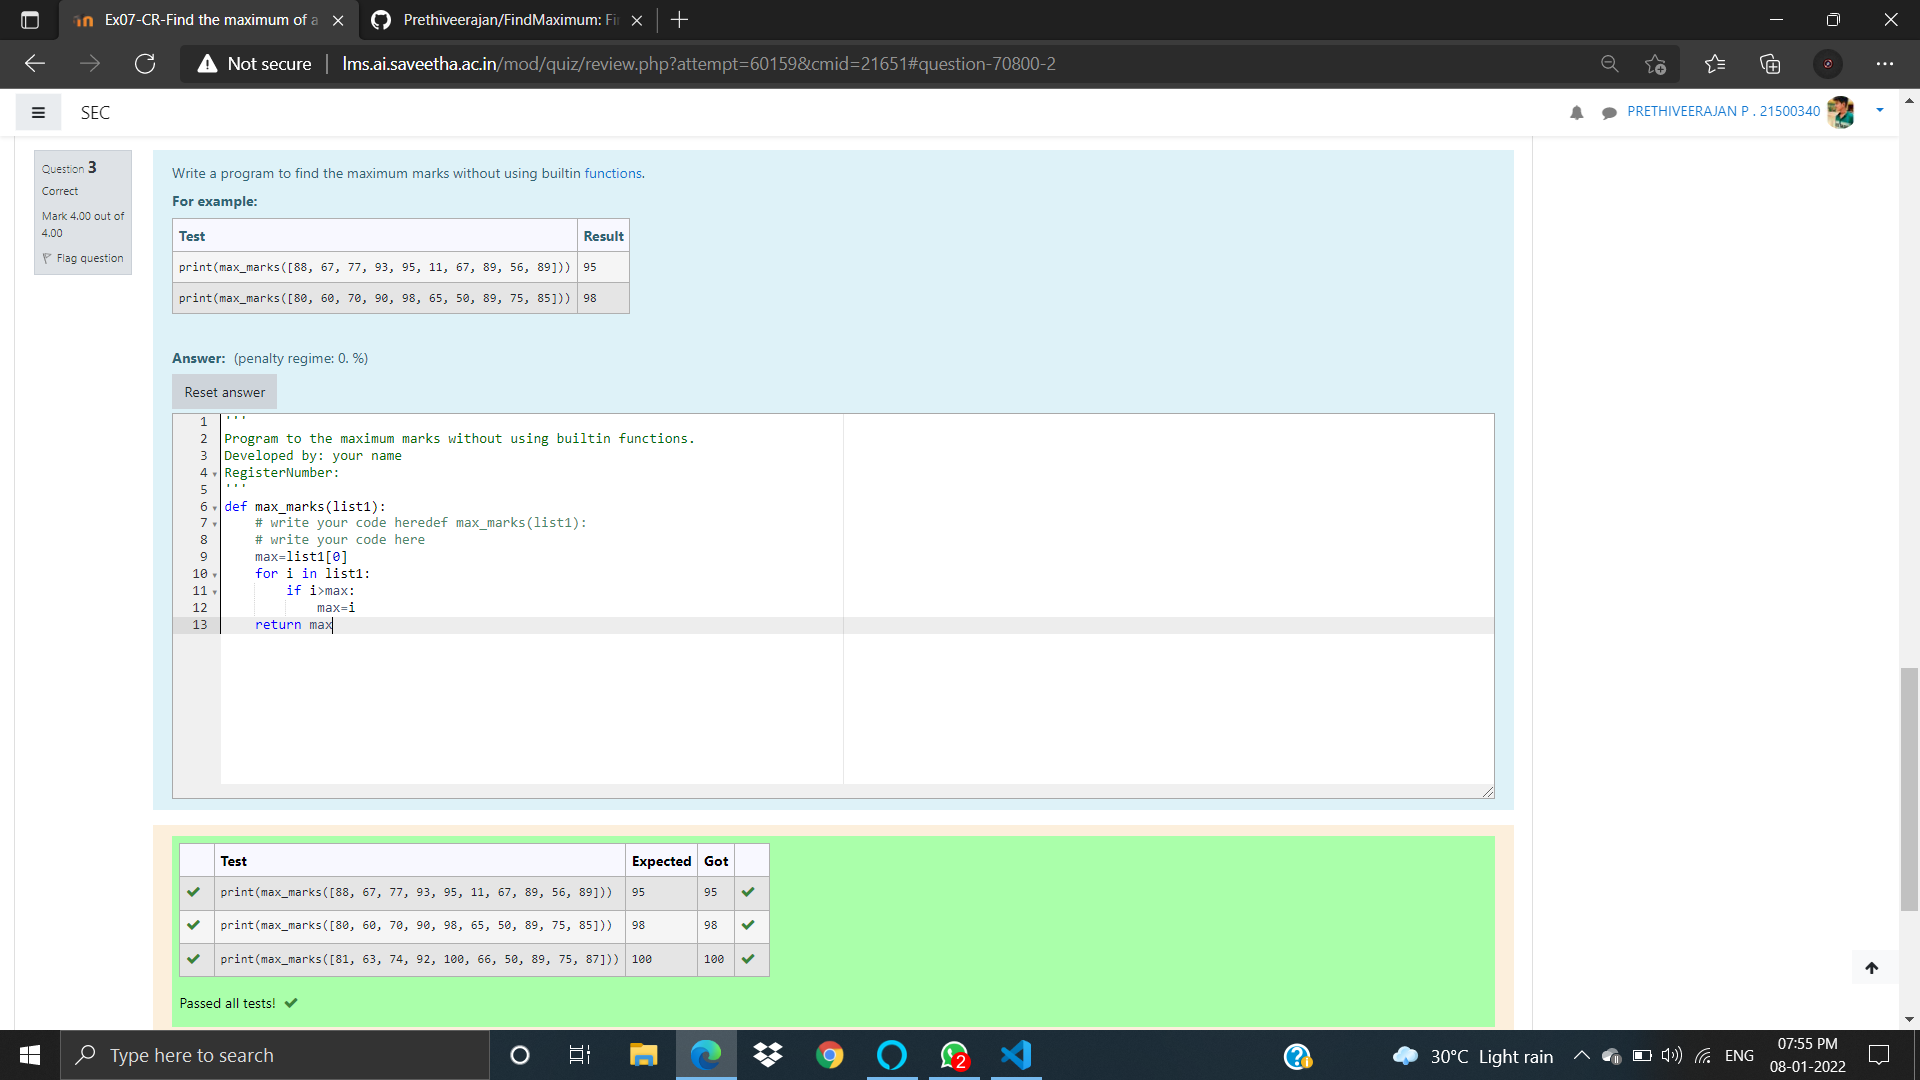 Ex07-CR-Find the maximum of a
Prethiveerajan/FindMaximum: Fi
Not secure
lms.ai.saveetha.ac.in/mod/quiz/review.php?attempt=60159&cmid=21651#question-70800-2
SEC
PRETHIVEERAJAN P . 21500340
Question 3
Correct
Mark 4.00 out of
4.00
Flag question
Write a program to find the maximum marks without using builtin functions.
For example:
Test Result
print(max_marks([88, 67, 77, 93, 95, 11, 67, 89, 56, 89])) 95
print(max_marks([80, 60, 70, 90, 98, 65, 50, 89, 75, 85])) 98
Answer: (penalty regime: 0. %)
Reset answer
1 '''
2 Program to the maximum marks without using builtin functions.
3 Developed by: your name
4 RegisterNumber:
5 '''
6 def max_marks(list1):
7 # write your code heredef max_marks(list1):
8 # write your code here
9 max=list1[0]
10 for i in list1:
11 if i>max:
12 max=i
13 return max
Test Expected Got
print(max_marks([88, 67, 77, 93, 95, 11, 67, 89, 56, 89])) 95 95
print(max_marks([80, 60, 70, 90, 98, 65, 50, 89, 75, 85])) 98 98
print(max_marks([81, 63, 74, 92, 100, 66, 50, 89, 75, 87])) 100 100
Passed all tests!
Type here to search
2
30°C Light rain
ENG
07:55 PM
08-01-2022